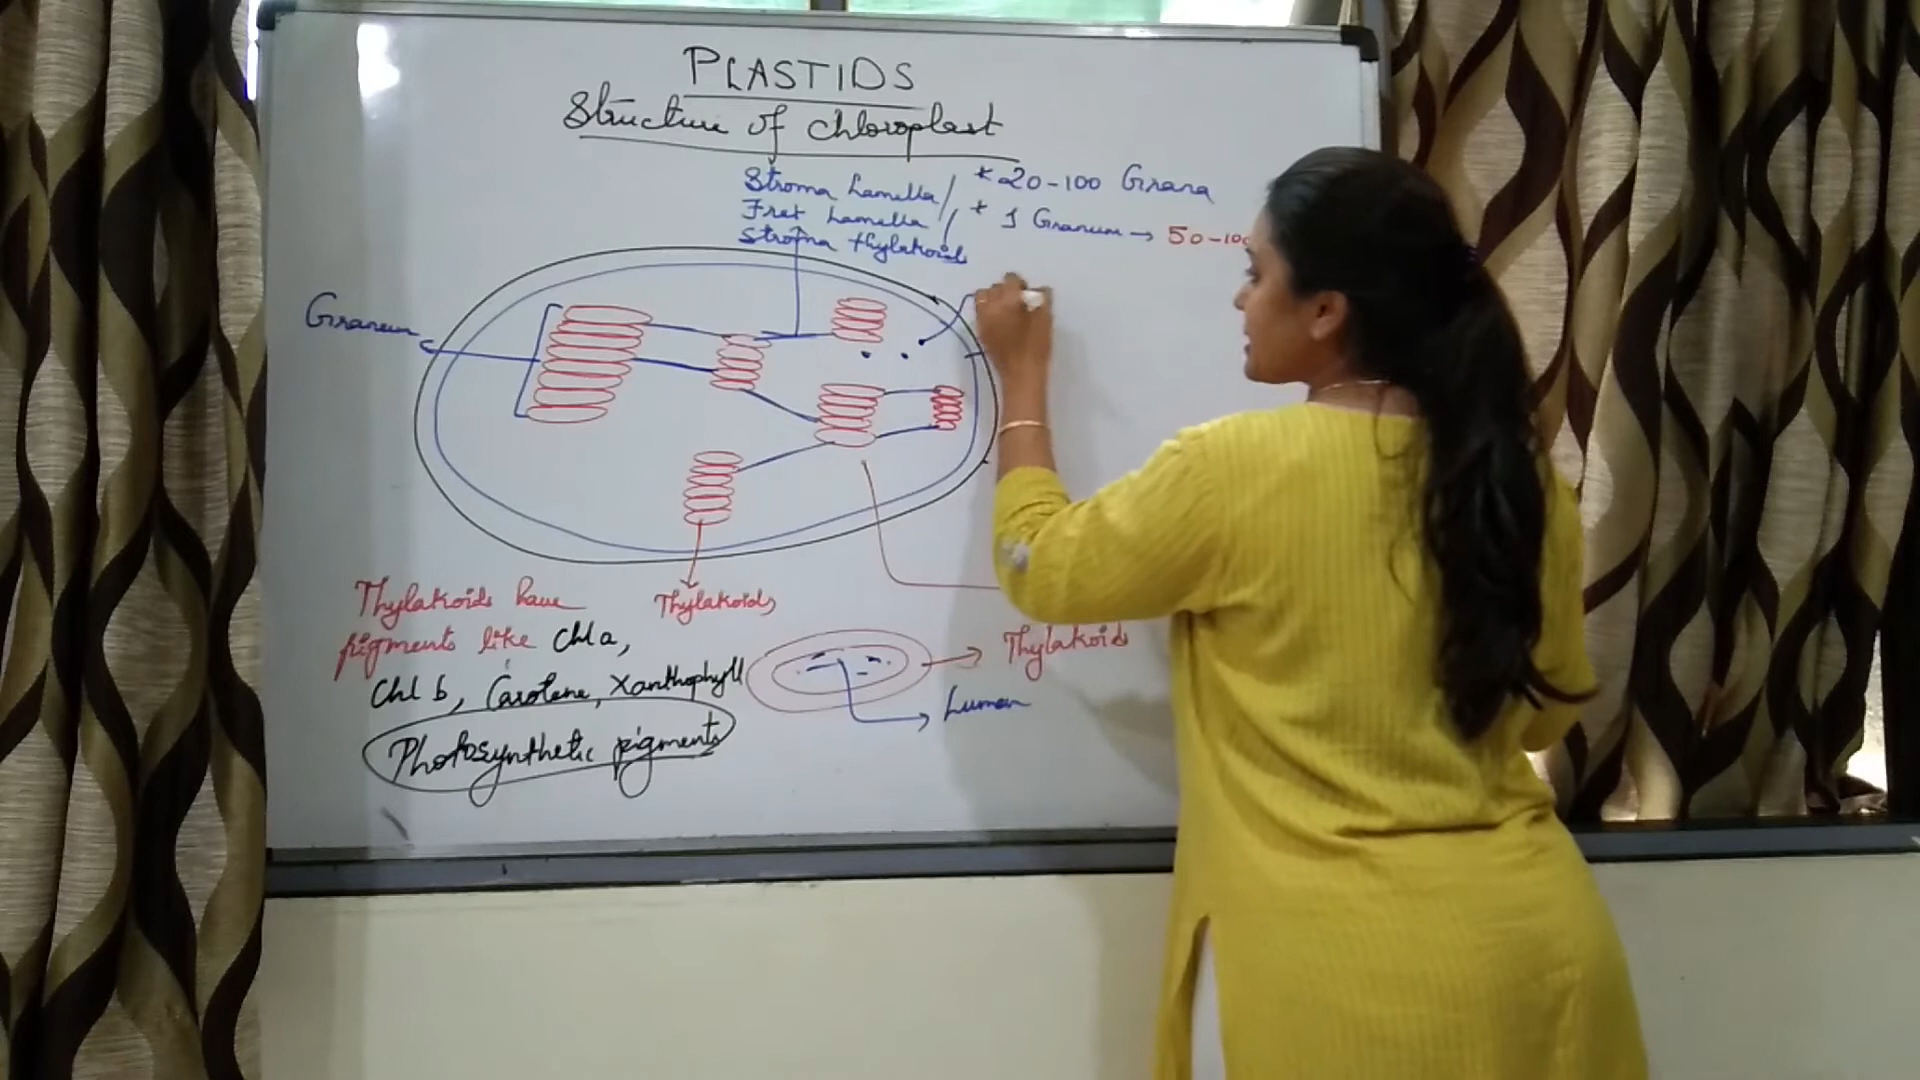 PLASTIDS
Structure of chloroplast
Stroma Lamella/
Fret Lamella/
Stroma thylakoids
* 20-100 Grana
* 1 Granum → 50-100
Granum
Thylakoids have
pigments like Chl a,
Chl b, Carotene, Xanthophyll
Photosynthetic pigments
Thylakoids
Thylakoid
Lumen